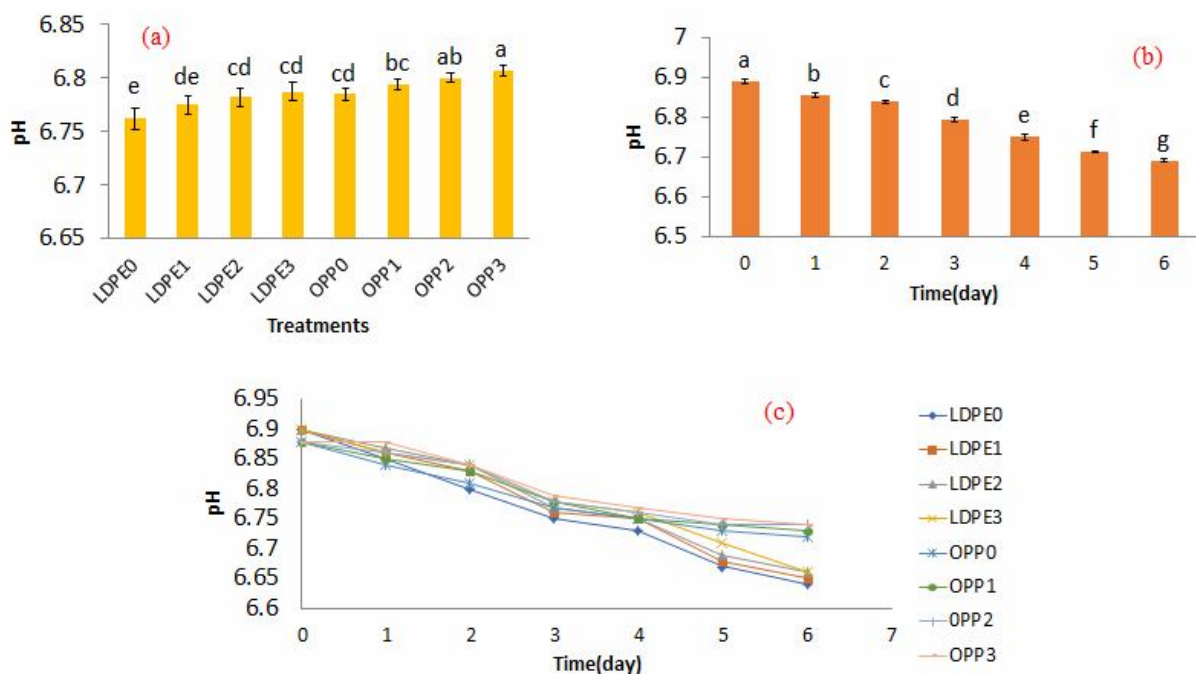 (a)
6.85
6.8
6.75
6.7
6.65
pH
e
de
cd
cd
cd
bc
ab
a
LDPE0
LDPE1
LDPE2
LDPE3
OPP0
OPP1
OPP2
OPP3
Treatments
(b)
7
6.9
6.8
6.7
6.6
6.5
pH
a
b
c
d
e
f
g
0 1 2 3 4 5 6
Time(day)
(c)
6.95
6.9
6.85
6.8
6.75
6.7
6.65
6.6
pH
0 1 2 3 4 5 6 7
Time(day)
LDPE0
LDPE1
LDPE2
LDPE3
OPP0
OPP1
0PP2
OPP3